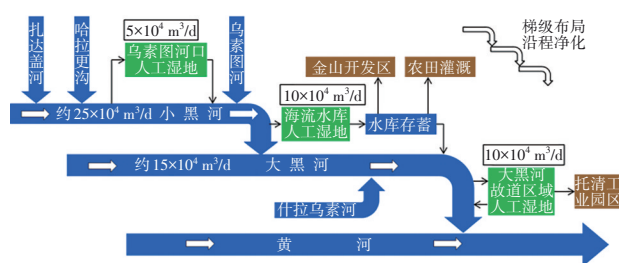 扎达盖河
哈拉更沟
5×10⁴ m³/d
乌素图河口
人工湿地
乌素图河
梯级布局
沿程净化
金山开发区
农田灌溉
约25×10⁴ m³/d 小 黑 河
10×10⁴ m³/d
海流水库
人工湿地
水库存蓄
约15×10⁴ m³/d 大 黑 河
10×10⁴ m³/d
大黑河
故道区域
人工湿地
托清工
业园区
什拉乌素河
黄 河